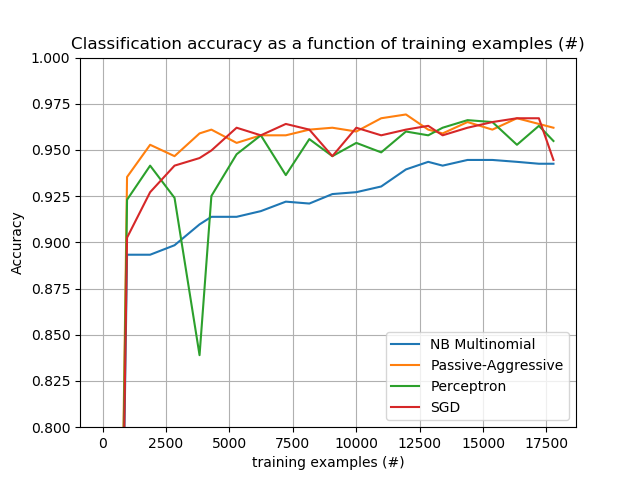 Classification accuracy as a function of training examples (#)
1.000
0.975
0.950
0.925
0.900
0.875
0.850
0.825
0.800
Accuracy
NB Multinomial
Passive-Aggressive
Perceptron
SGD
0 2500 5000 7500 10000 12500 15000 17500
training examples (#)